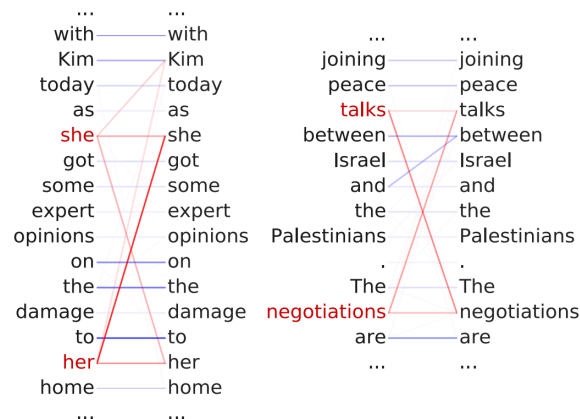 ... ...
with with
Kim Kim
today today
as as
she she
got got
some some
expert expert
opinions opinions
on on
the the
damage damage
to to
her her
home home
... ...
... ...
joining joining
peace peace
talks talks
between between
Israel Israel
and and
the the
Palestinians Palestinians
. .
The The
negotiations negotiations
are are
... ...